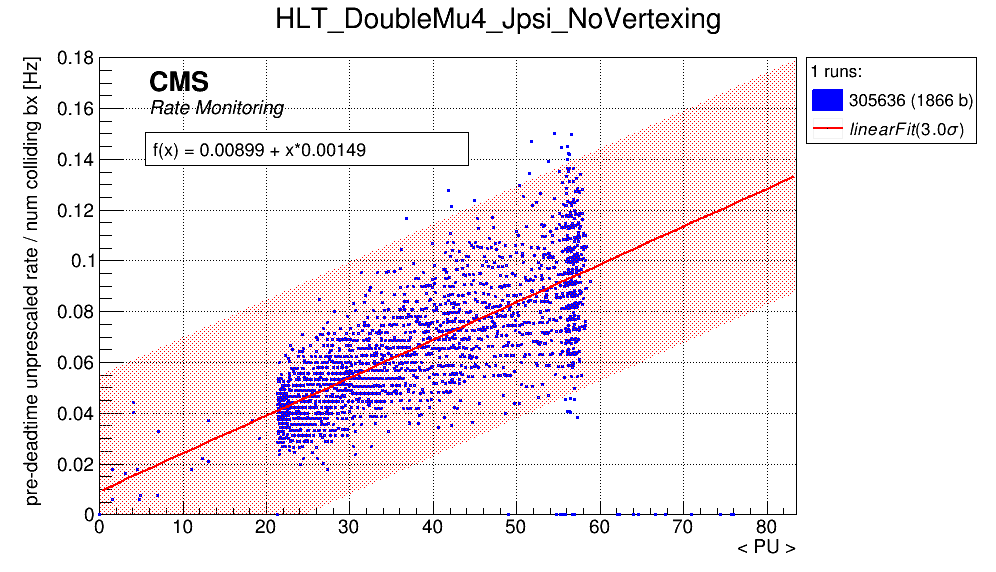 HLT_DoubleMu4_Jpsi_NoVertexing
pre-deadtime unprescaled rate / num colliding bx [Hz]
0.18
0.16
0.14
0.12
0.1
0.08
0.06
0.04
0.02
0
CMS
Rate Monitoring
f(x) = 0.00899 + x*0.00149
1 runs:
305636 (1866 b)
linearFit(3.0σ)
0 10 20 30 40 50 60 70 80
< PU >